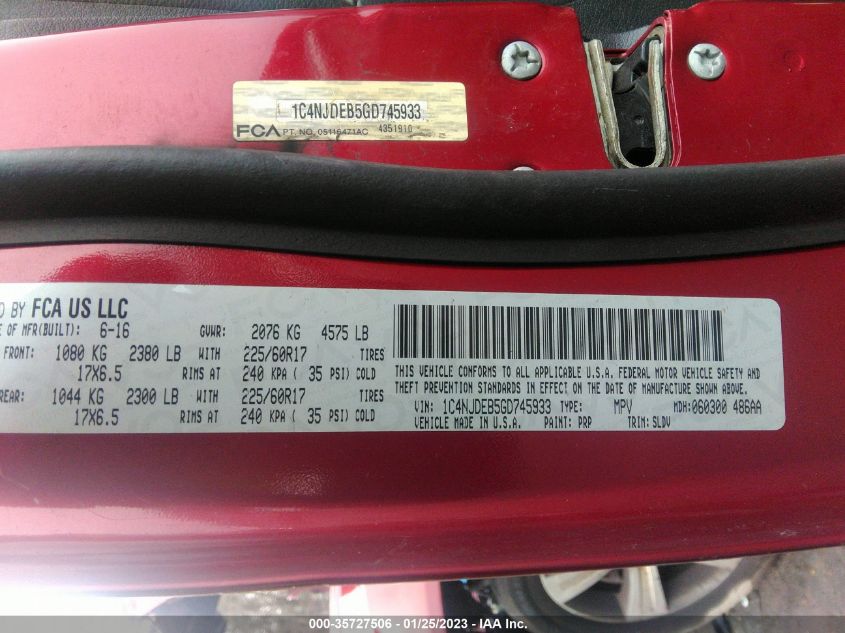 1C4NJDEB5GD745933
FCA PT. NO. 05116471AC 4351910
D BY FCA US LLC
E OF MFR(BUILT): 6-16 GVWR: 2076 KG 4575 LB
FRONT: 1080 KG 2380 LB WITH 225/60R17 TIRES
17X6.5 RIMS AT 240 KPA ( 35 PSI) COLD
REAR: 1044 KG 2300 LB WITH 225/60R17 TIRES
17X6.5 RIMS AT 240 KPA ( 35 PSI) COLD
THIS VEHICLE CONFORMS TO ALL APPLICABLE U.S.A. FEDERAL MOTOR VEHICLE SAFETY AND
THEFT PREVENTION STANDARDS IN EFFECT ON THE DATE OF MANUFACTURE SHOWN ABOVE.
VIN: 1C4NJDEB5GD745933 TYPE: MPV MDH:060300 486AA
VEHICLE MADE IN U.S.A. PAINT: PRP TRIM: SLDV
000-35727506 — 01/25/2023 — IAA Inc.